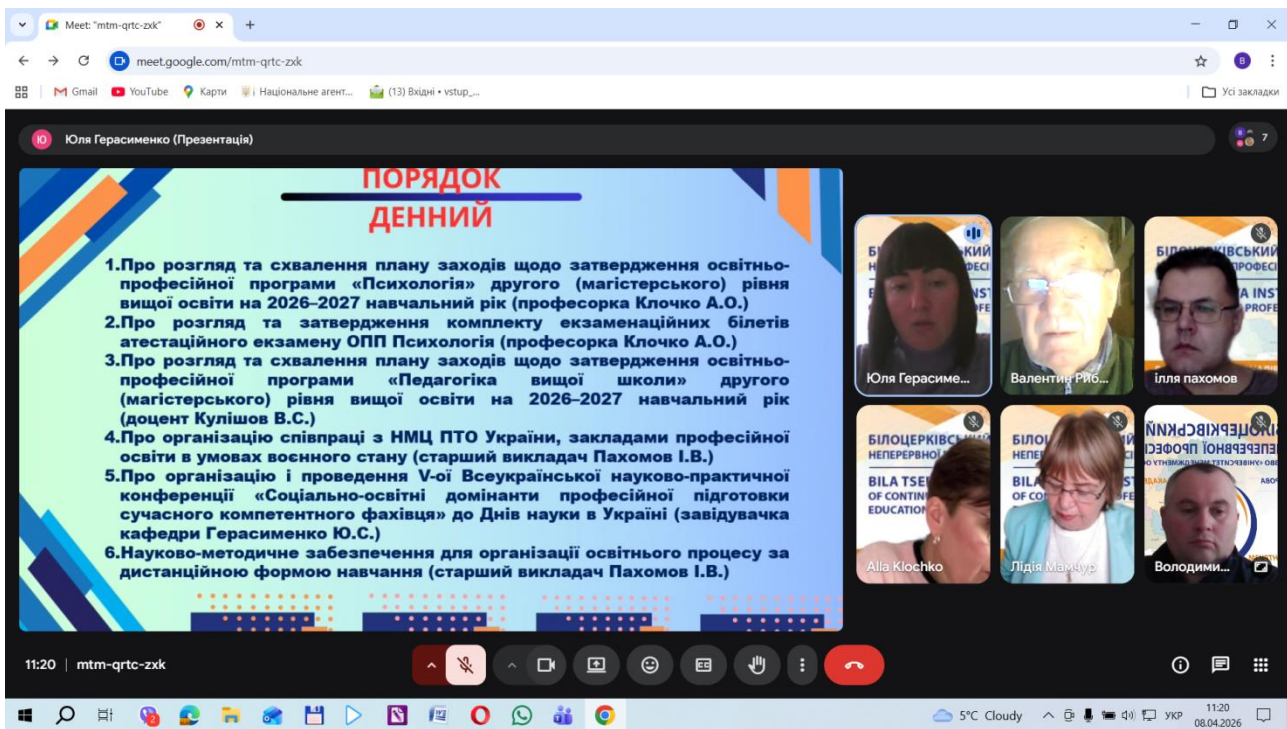 Meet: "mtm-qrtc-zxk"
meet.google.com/mtm-qrtc-zxk
B
Gmail
YouTube
Карти
Національне агент...
(13) Вхідні • vstup_...
Усі закладки
Ю
Юля Герасименко (Презентація)
7
ПОРЯДОК
ДЕННИЙ
1.Про розгляд та схвалення плану заходів щодо затвердження освітньо-
професійної програми «Психологія» другого (магістерського) рівня
вищої освіти на 2026–2027 навчальний рік (професорка Клочко А.О.)
2.Про розгляд та затвердження комплекту екзаменаційних білетів
атестаційного екзамену ОПП Психологія (професорка Клочко А.О.)
3.Про розгляд та схвалення плану заходів щодо затвердження освітньо-
професійної програми «Педагогіка вищої школи» другого
(магістерського) рівня вищої освіти на 2026–2027 навчальний рік
(доцент Кулішов В.С.)
4.Про організацію співпраці з НМЦ ПТО України, закладами професійної
освіти в умовах воєнного стану (старший викладач Пахомов І.В.)
5.Про організацію і проведення V-ої Всеукраїнської науково-практичної
конференції «Соціально-освітні домінанти професійної підготовки
сучасного компетентного фахівця» до Днів науки в Україні (завідувачка
кафедри Герасименко Ю.С.)
6.Науково-методичне забезпечення для організації освітнього процесу за
дистанційною формою навчання (старший викладач Пахомов І.В.)
Юля Герасиме...
Валентин Риб...
ілля пахомов
БІЛОЦЕРКІВСЬКИЙ
НЕПЕРЕРВНОЇ
BILA TSE
OF CONTIN
EDUCATION
Alla Klochko
Лідія Мамчур
Володими...
11:20 | mtm-qrtc-zxk
5°C Cloudy
УКР
11:20
08.04.2026